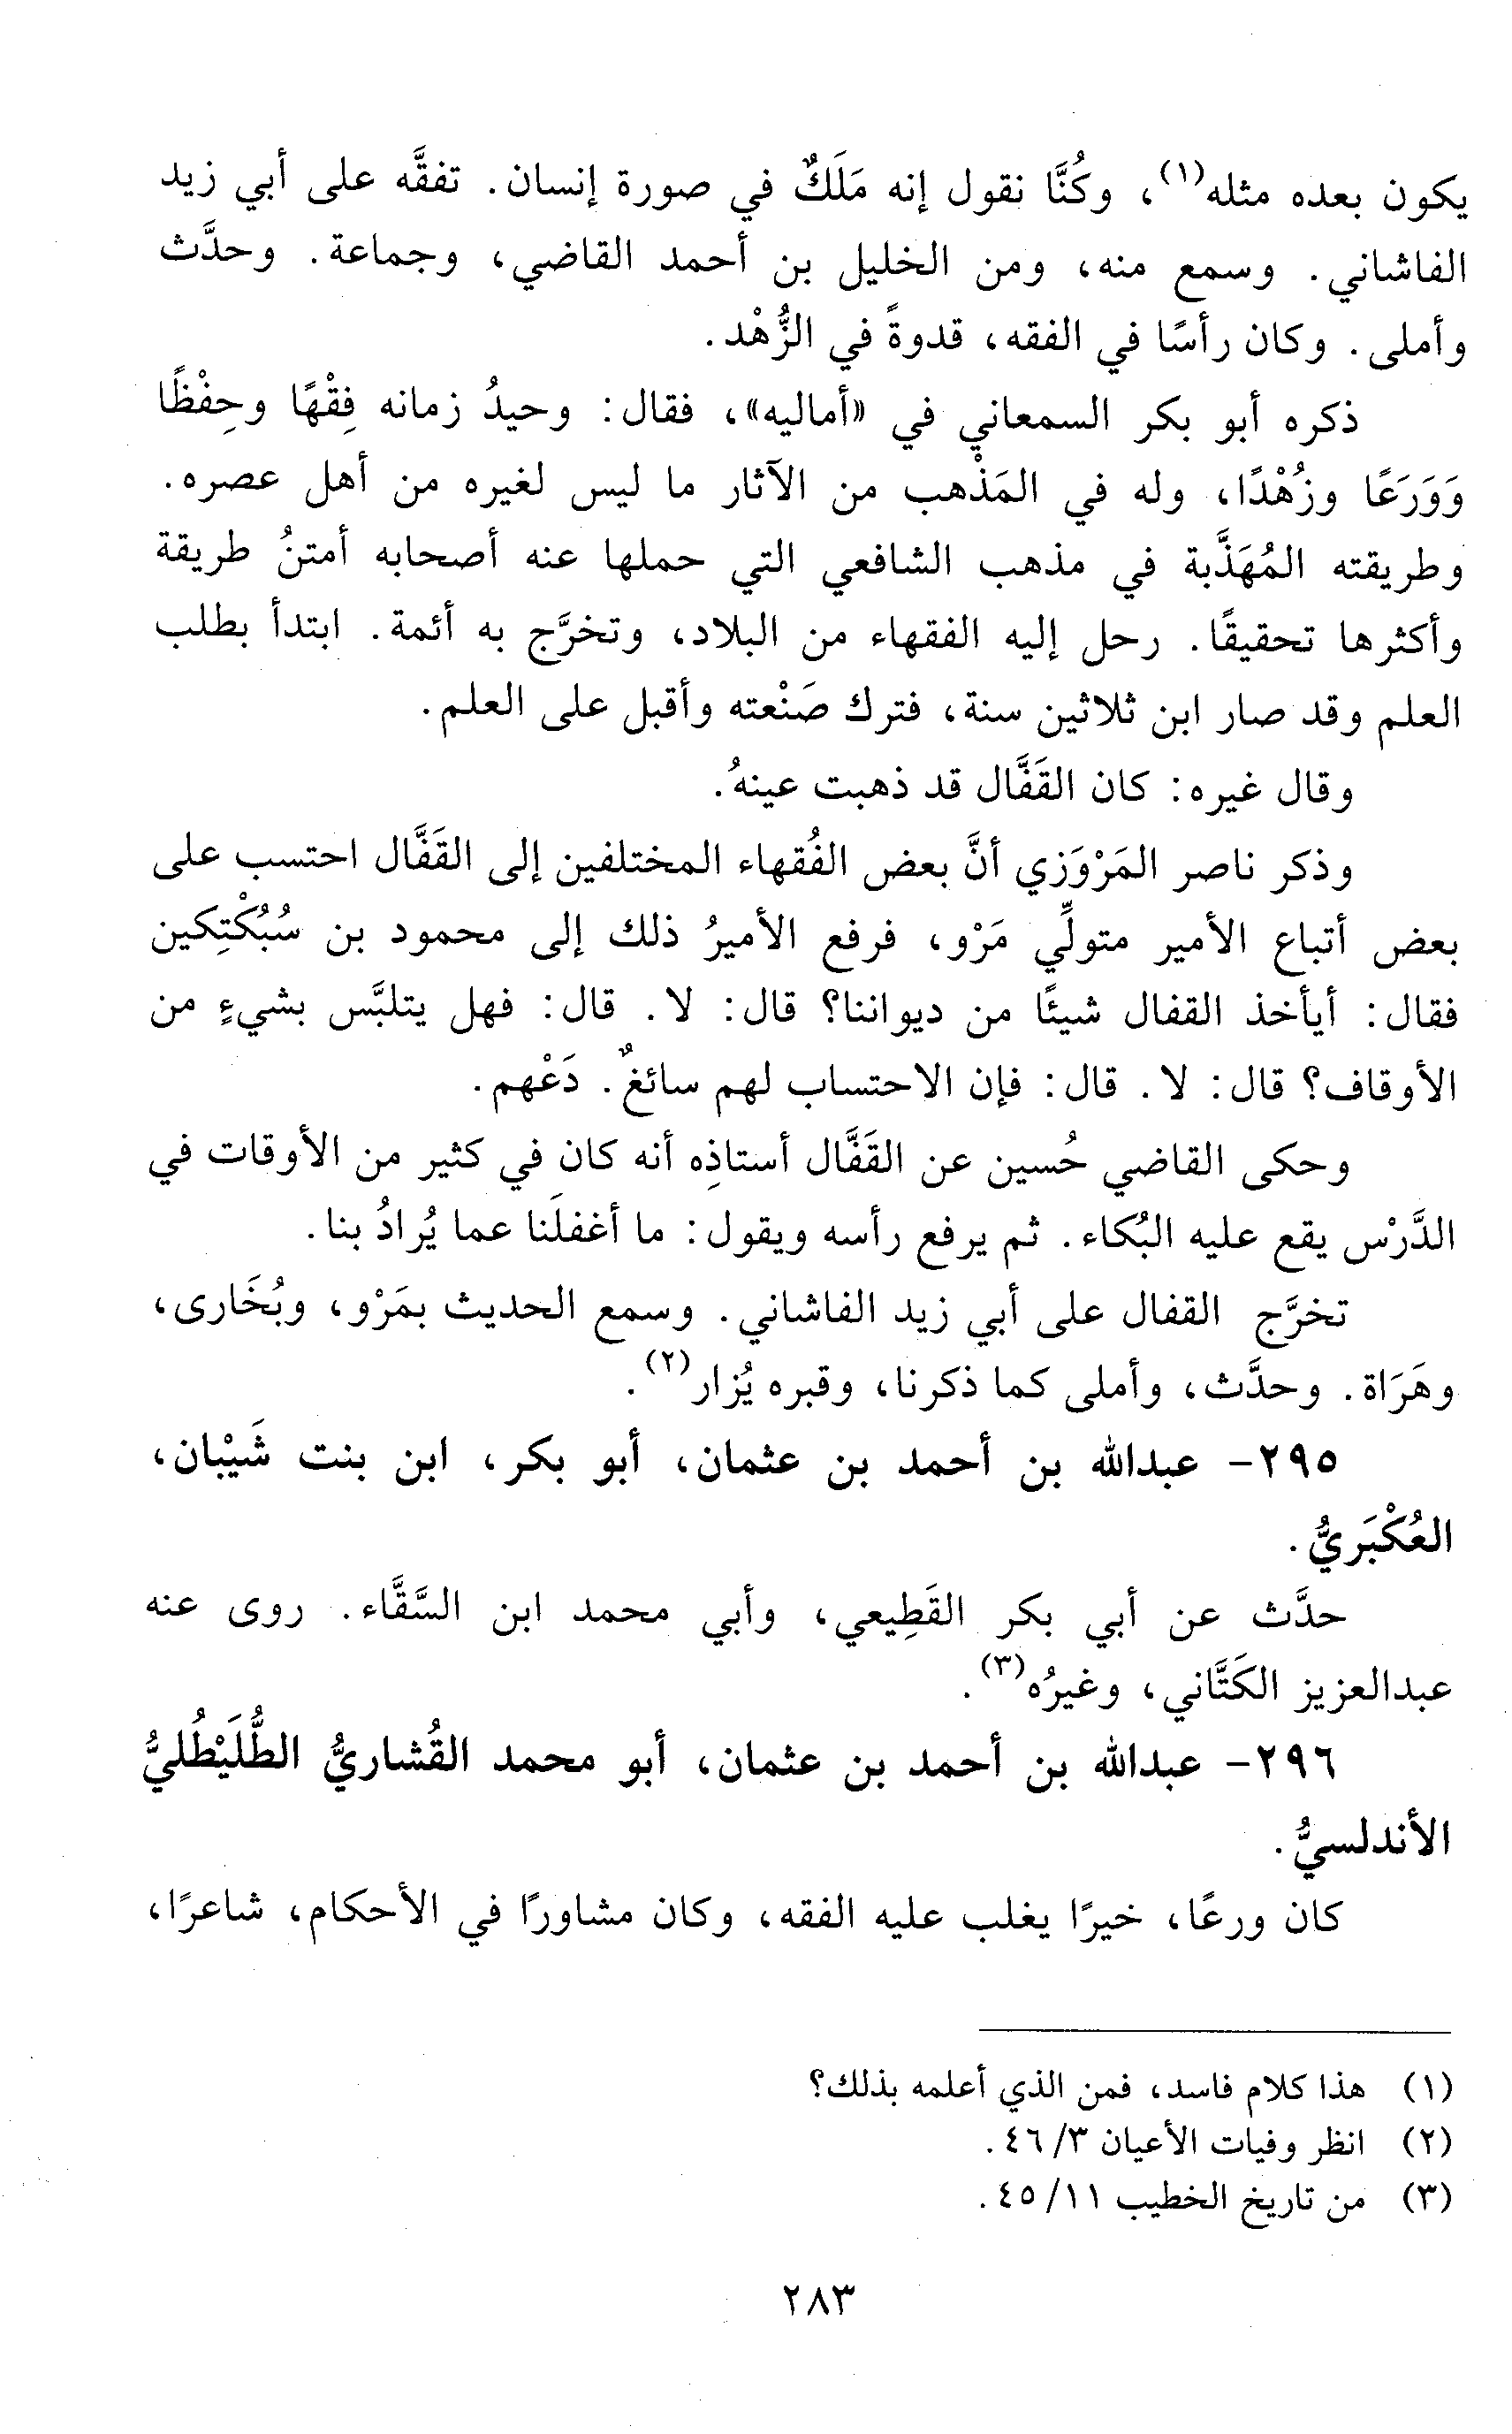 يكون بعده مثله(١)، وكُنَّا نقول إنه مَلَكٌ في صورة إنسان. تفقَّه على أبي زيد
الفاشاني. وسمع منه، ومن الخليل بن أحمد القاضي، وجماعة. وحدَّث
وأملى. وكان رأسًا في الفقه، قدوةً في الزُّهْد.
ذكره أبو بكر السمعاني في «أماليه»، فقال: وحيدُ زمانه فِقْهًا وحِفْظًا
وَوَرَعًا وزُهْدًا، وله في المَذْهب من الآثار ما ليس لغيره من أهل عصره.
وطريقته المُهَذَّبة في مذهب الشافعي التي حملها عنه أصحابه أمتنُ طريقة
وأكثرها تحقيقًا. رحل إليه الفقهاء من البلاد، وتخرَّج به أئمة. ابتدأ بطلب
العلم وقد صار ابن ثلاثين سنة، فترك صَنْعته وأقبل على العلم.
وقال غيره: كان القَفَّال قد ذهبت عينهُ.
وذكر ناصر المَرْوَزي أنَّ بعض الفُقهاء المختلفين إلى القَفَّال احتسب على
بعض أتباع الأمير متولِّي مَرْو، فرفع الأميرُ ذلك إلى محمود بن سُبُكْتِكين
فقال: أيأخذ القفال شيئًا من ديواننا؟ قال: لا. قال: فهل يتلبَّس بشيءٍ من
الأوقاف؟ قال: لا. قال: فإن الاحتساب لهم سائغٌ. دَعْهم.
وحكى القاضي حُسين عن القَفَّال أستاذِه أنه كان في كثير من الأوقات في
الدَّرْس يقع عليه البُكاء. ثم يرفع رأسه ويقول: ما أغفلَنا عما يُرادُ بنا.
تخرَّج القفال على أبي زيد الفاشاني. وسمع الحديث بمَرْو، وبُخَارى،
وهَرَاة. وحدَّث، وأملى كما ذكرنا، وقبره يُزار(٢).
٢٩٥- عبدالله بن أحمد بن عثمان، أبو بكر، ابن بنت شَيْبان،
العُكْبَريُّ.
حدَّث عن أبي بكر القَطِيعي، وأبي محمد ابن السَّقَّاء. روى عنه
عبدالعزيز الكَتَّاني، وغيرُه(٣).
٢٩٦- عبدالله بن أحمد بن عثمان، أبو محمد القُشاريُّ الطُّلَيْطُليُّ
الأندلسيُّ.
كان ورعًا، خيرًا يغلب عليه الفقه، وكان مشاورًا في الأحكام، شاعرًا،
(١) هذا كلام فاسد، فمن الذي أعلمه بذلك؟
(٢) انظر وفيات الأعيان ٣/ ٤٦.
(٣) من تاريخ الخطيب ١١/ ٤٥.
٢٨٣